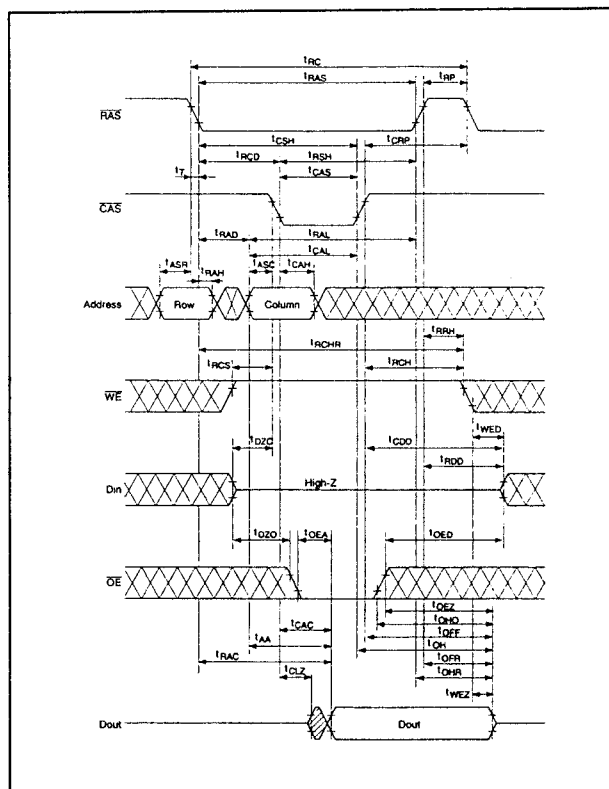 tRC
tRAS
tRP
RAS
tCSH
tCRP
tRCD
tRSH
tT
tCAS
CAS
tRAD
tRAL
tCAL
tASR
tASC
tCAH
tRAH
Address
Row
Column
tRRH
tRCHR
tRCS
tRCH
WE
tWED
tDZC
tCDD
tRDD
Din
High-Z
tDZO
tOEA
tOED
OE
tOEZ
tCAC
tOHO
tAA
tOFF
tOH
tRAC
tOFR
tCLZ
tOHR
tWEZ
Dout
Dout